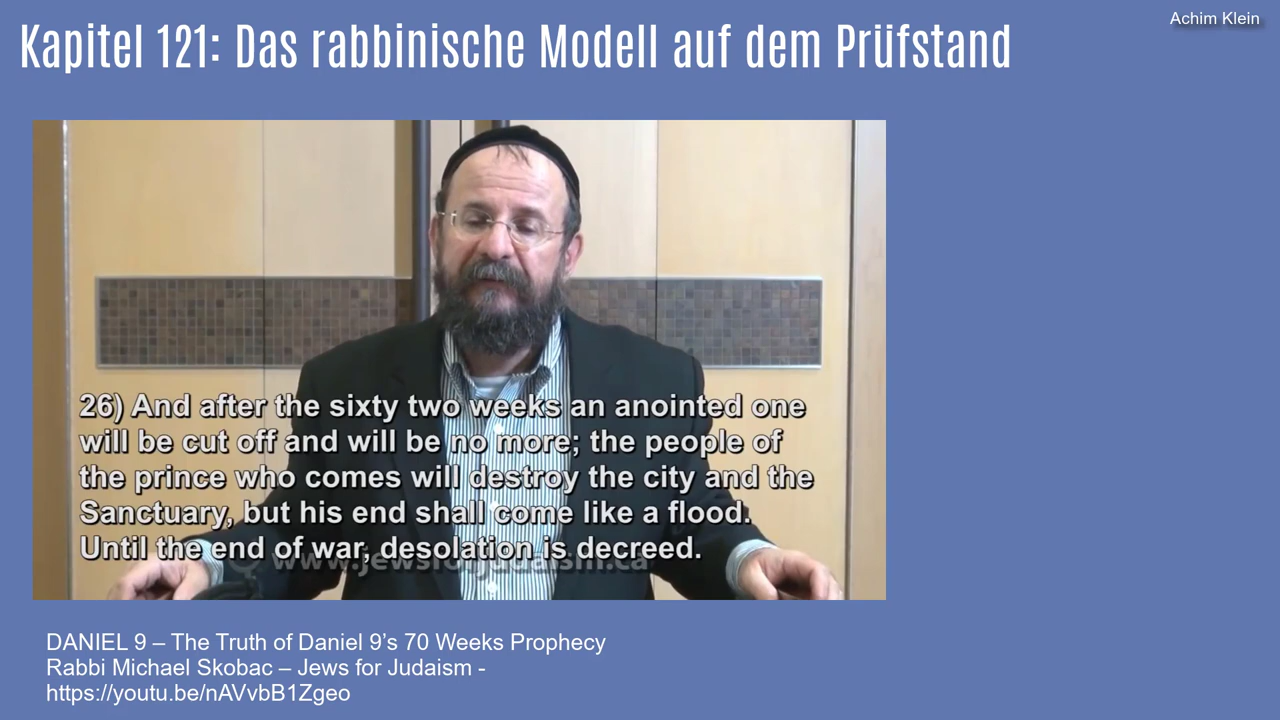 Achim Klein
Kapitel 121: Das rabbinische Modell auf dem Prüfstand
26) And after the sixty two weeks an anointed one
will be cut off and will be no more; the people of
the prince who comes will destroy the city and the
Sanctuary, but his end shall come like a flood.
Until the end of war, desolation is decreed.
www.jewsforjudaism.ca
DANIEL 9 – The Truth of Daniel 9’s 70 Weeks Prophecy
Rabbi Michael Skobac – Jews for Judaism -
https://youtu.be/nAVvbB1Zgeo